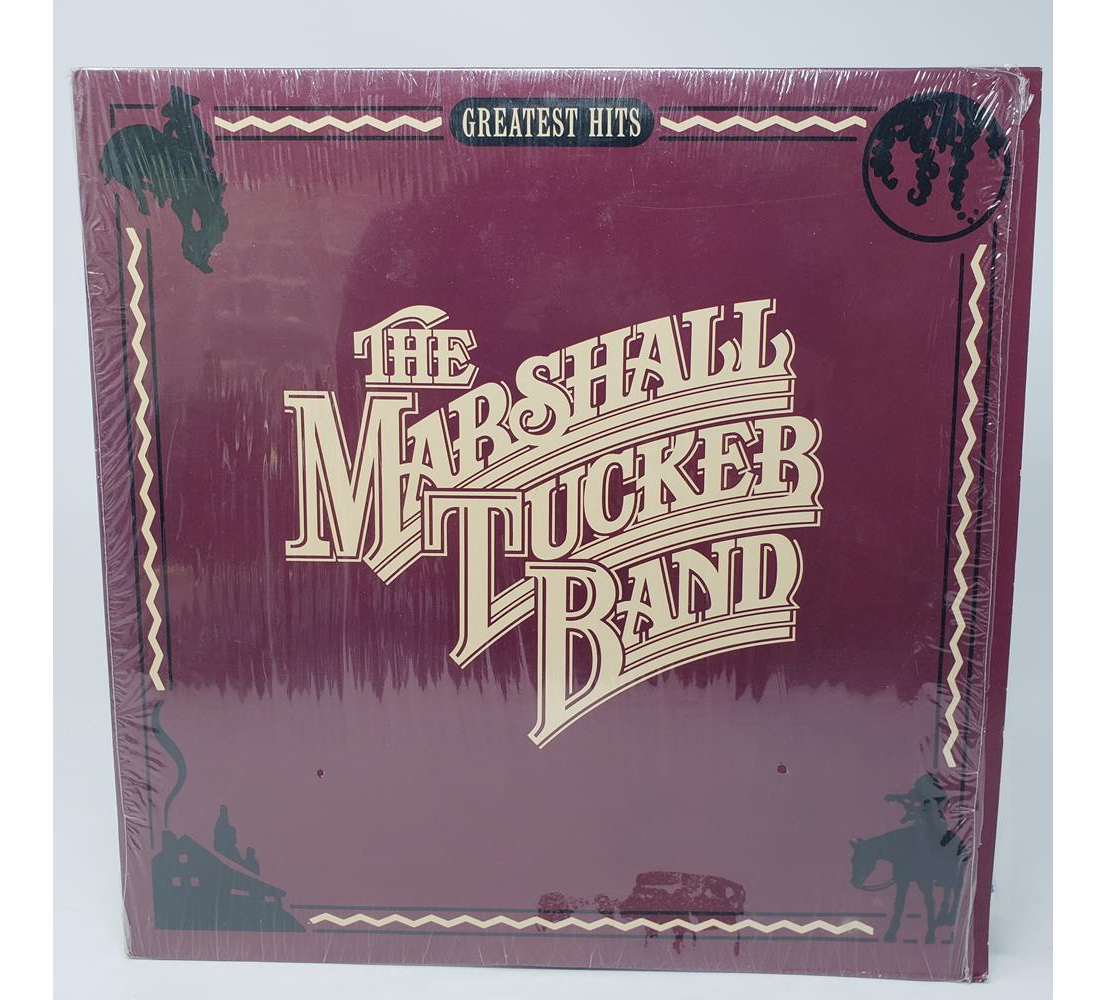 GREATEST HITS
THE
MARSHALL
TUCKER
BAND